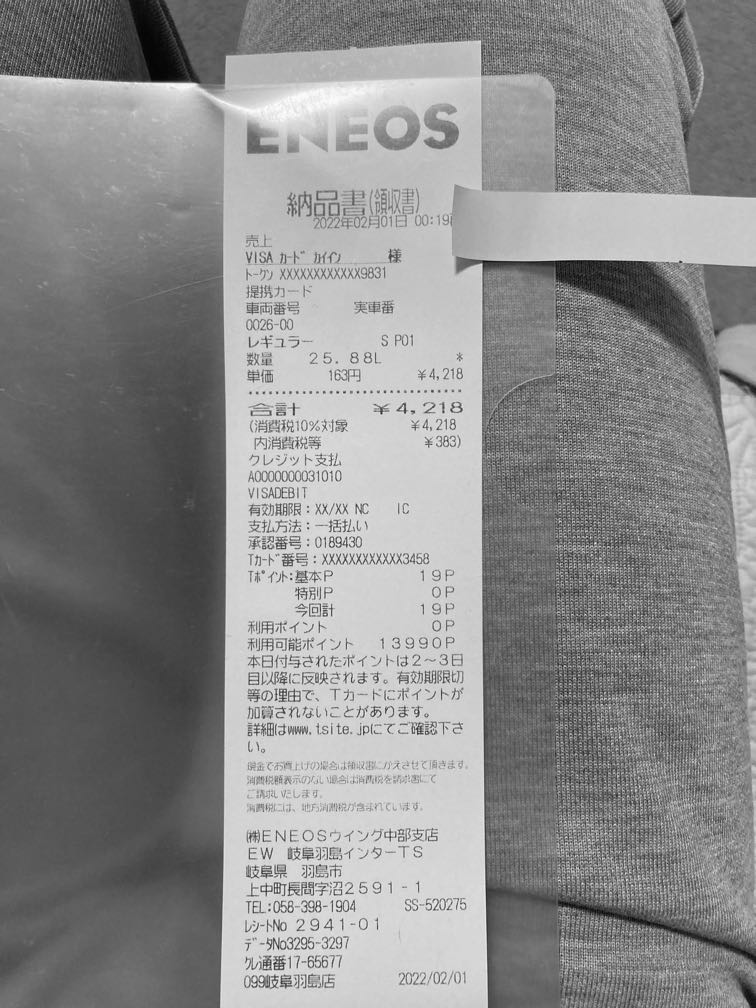 ENEOS
納品書(領収書)
2022年02月01日 00:19
売上
VISA カード カイイン 様
トークン XXXXXXXXXXXX9831
提携カード
車両番号 実車番
0026-00
レギュラー S P01
数量 25.88L *
単価 163円 ¥4,218
合計 ¥4,218
(消費税10%対象 ¥4,218
内消費税等 ¥383)
クレジット支払
A0000000031010
VISADEBIT
有効期限:XX/XX NC IC
支払方法:一括払い
承認番号:0189430
Tカード番号:XXXXXXXXXXXX3458
Tポイント:基本P 19P
特別P 0P
今回計 19P
利用ポイント 0P
利用可能ポイント 13990P
本日付与されたポイントは2~3日
目以降に反映されます。有効期限切
等の理由で、Tカードにポイントが
加算されないことがあります。
詳細はwww.tsite.jpにてご確認下さ
い。
現金でお買上げの場合は領収書にかえさせて頂きます。
消費税額表示のない場合は消費税を請求書にて
ご請求いたします。
消費税には、地方消費税が含まれています。
㈱ENEOSウイング中部支店
EW 岐阜羽島インターTS
岐阜県 羽島市
上中町長間字沼2591-1
TEL:058-398-1904 SS-520275
レシートNo 2941-01
データNo3295-3297
クレ通番17-65677
099岐阜羽島店 2022/02/01